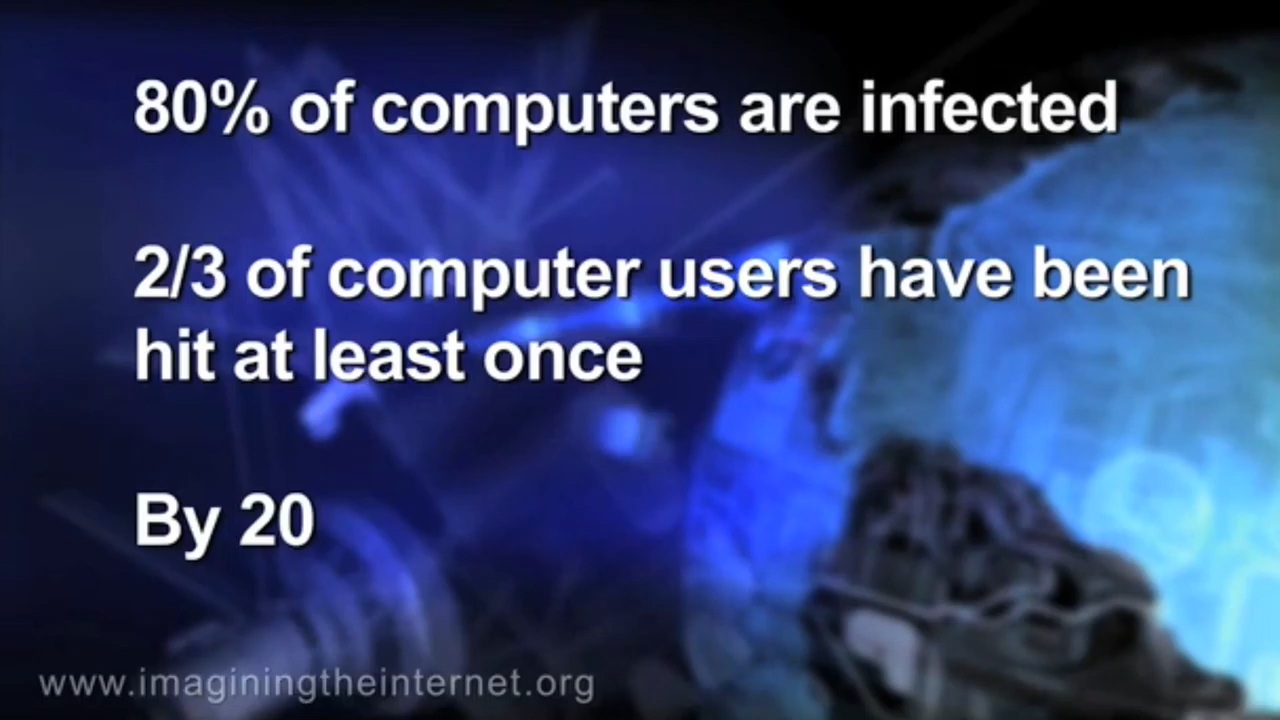 80% of computers are infected
2/3 of computer users have been
hit at least once
By 20
www.imaginingtheinternet.org